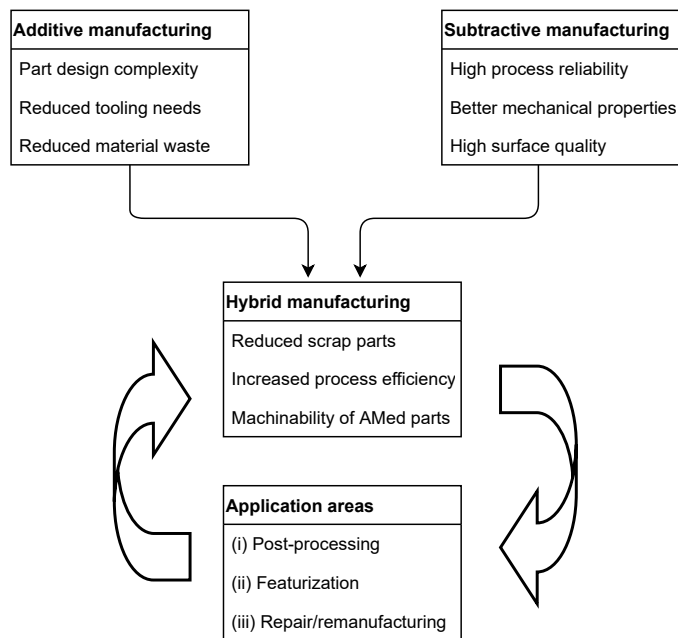 Additive manufacturing
Part design complexity
Reduced tooling needs
Reduced material waste
Subtractive manufacturing
High process reliability
Better mechanical properties
High surface quality
Hybrid manufacturing
Reduced scrap parts
Increased process efficiency
Machinability of AMed parts
Application areas
(i) Post-processing
(ii) Featurization
(iii) Repair/remanufacturing